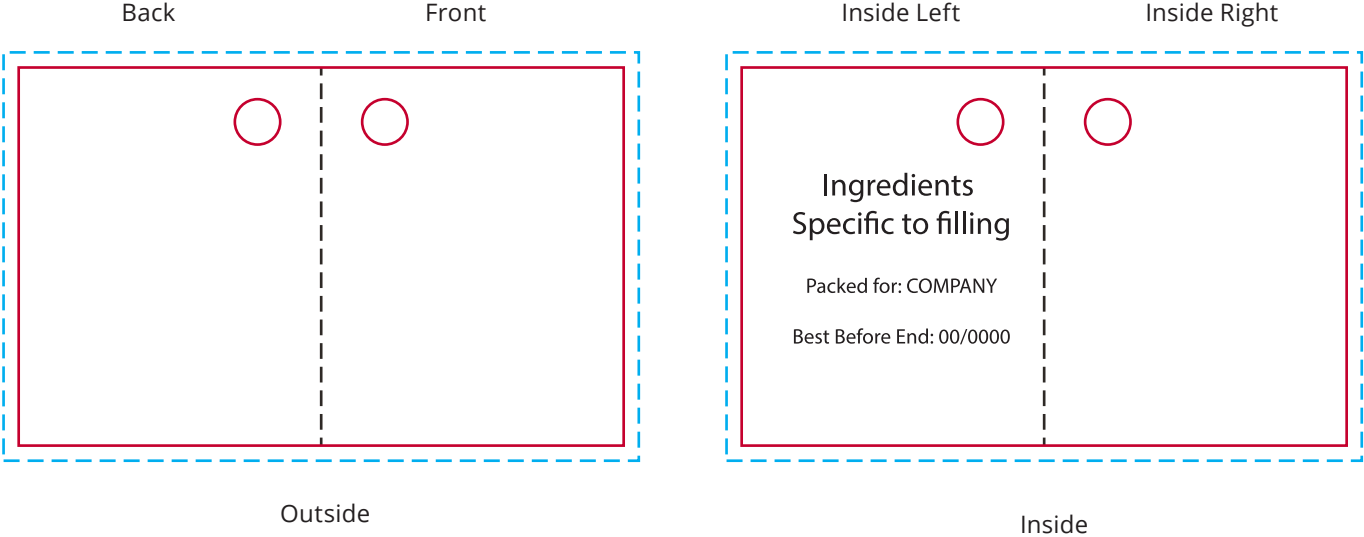 Back
Front
Inside Left
Inside Right
Ingredients
Specific to filling
Packed for: COMPANY
Best Before End: 00/0000
Outside
Inside